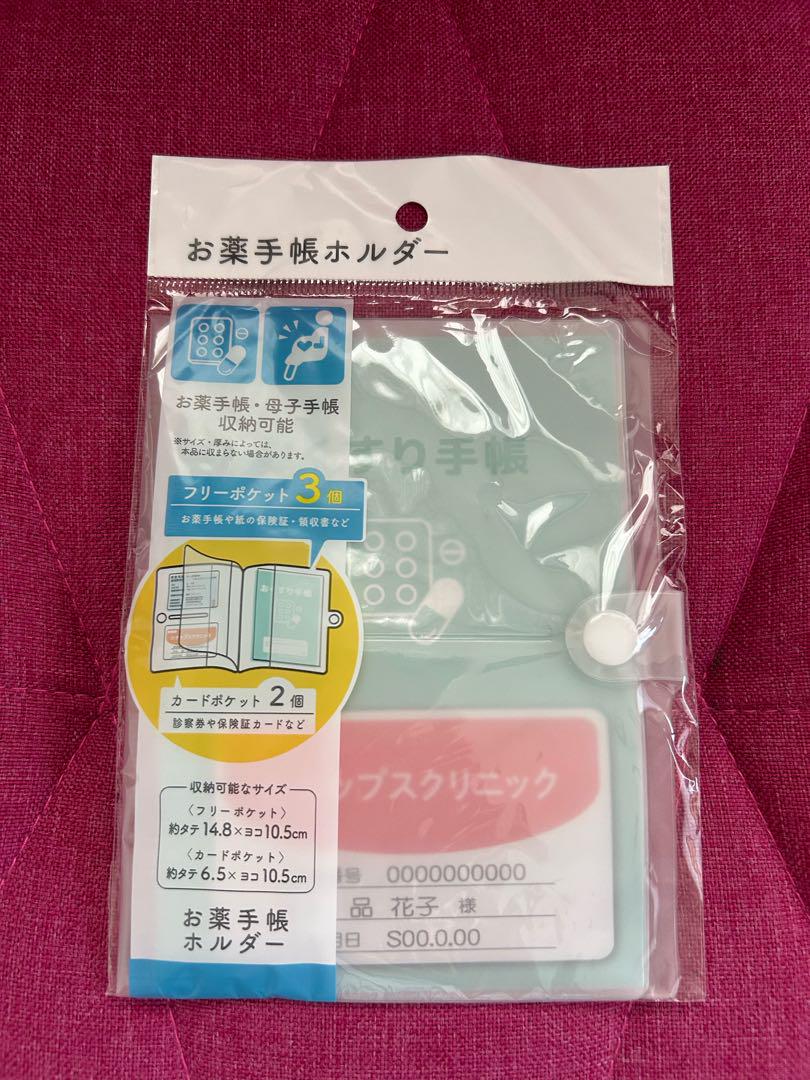 お薬手帳ホルダー
お薬手帳・母子手帳
収納可能
※サイズ・厚みによっては、
本品に収まらない場合があります。
フリーポケット3個
お薬手帳や紙の保険証・領収書など
おくすり手帳
カードポケット2個
診察券や保険証カードなど
収納可能なサイズ
〈フリーポケット〉
約タテ14.8×ヨコ10.5cm
〈カードポケット〉
約タテ6.5×ヨコ10.5cm
お薬手帳
ホルダー
すり手帳
ップスクリニック
番号 0000000000
品 花子 様
月日 S00.0.00